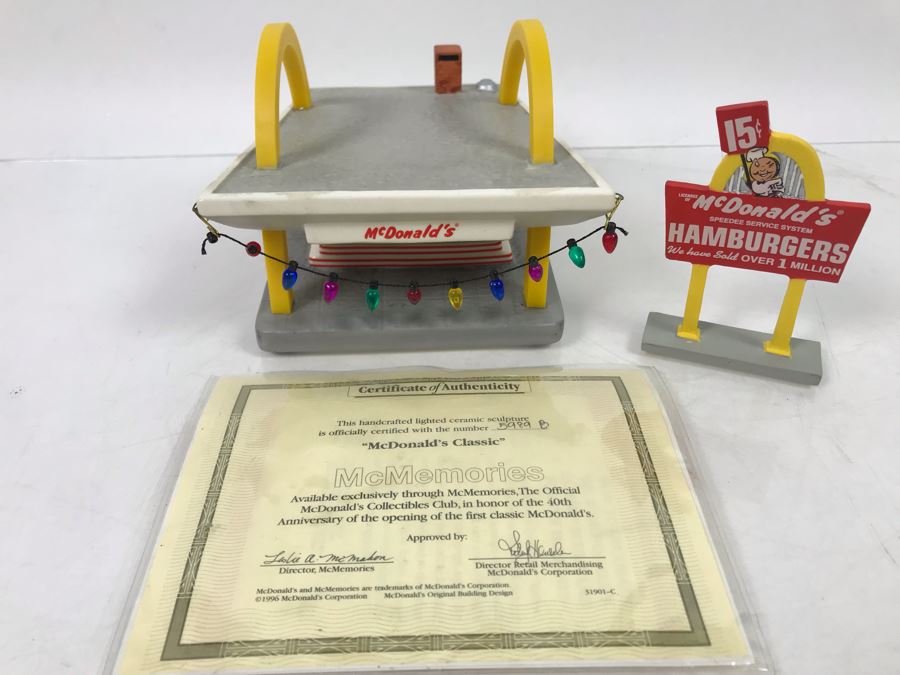 McDonald's®
15¢
LICENSEE OF McDonald's®
SPEEDEE SERVICE SYSTEM
HAMBURGERS
We have Sold OVER 1 MILLION
Certificate of Authenticity
This handcrafted lighted ceramic sculpture
is officially certified with the number 5989 B
"McDonald's Classic"
McMemories
Available exclusively through McMemories, The Official
McDonald's Collectibles Club, in honor of the 40th
Anniversary of the opening of the first classic McDonald's.
Approved by:
Leslie A. McMahon
Director, McMemories
Director Retail Merchandising
McDonald's Corporation
McDonald's and McMemories are trademarks of McDonald's Corporation.
©1996 McDonald's Corporation McDonald's Original Building Design 31901-C